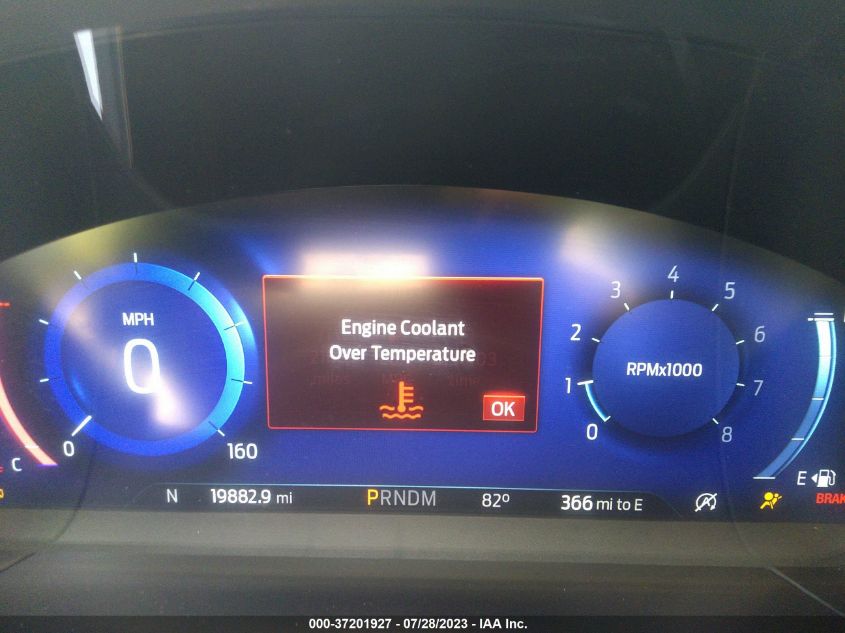 Engine Coolant
Over Temperature
OK
MPH
0
0
160
C
0
1
2
3
4
5
6
7
8
RPMx1000
E
N
19882.9 mi
PRNDM
82°
366 mi to E
BRAK
000-37201927 - 07/28/2023 - IAA Inc.